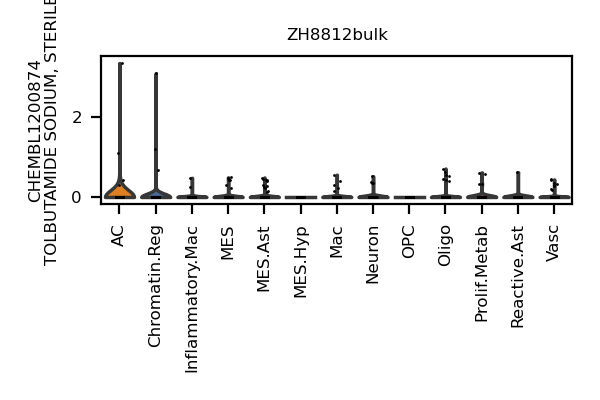 ZH8812bulk
CHEMBL1200874
TOLBUTAMIDE SODIUM, STERILE
2
0
AC
Chromatin.Reg
Inflammatory.Mac
MES
MES.Ast
MES.Hyp
Mac
Neuron
OPC
Oligo
Prolif.Metab
Reactive.Ast
Vasc